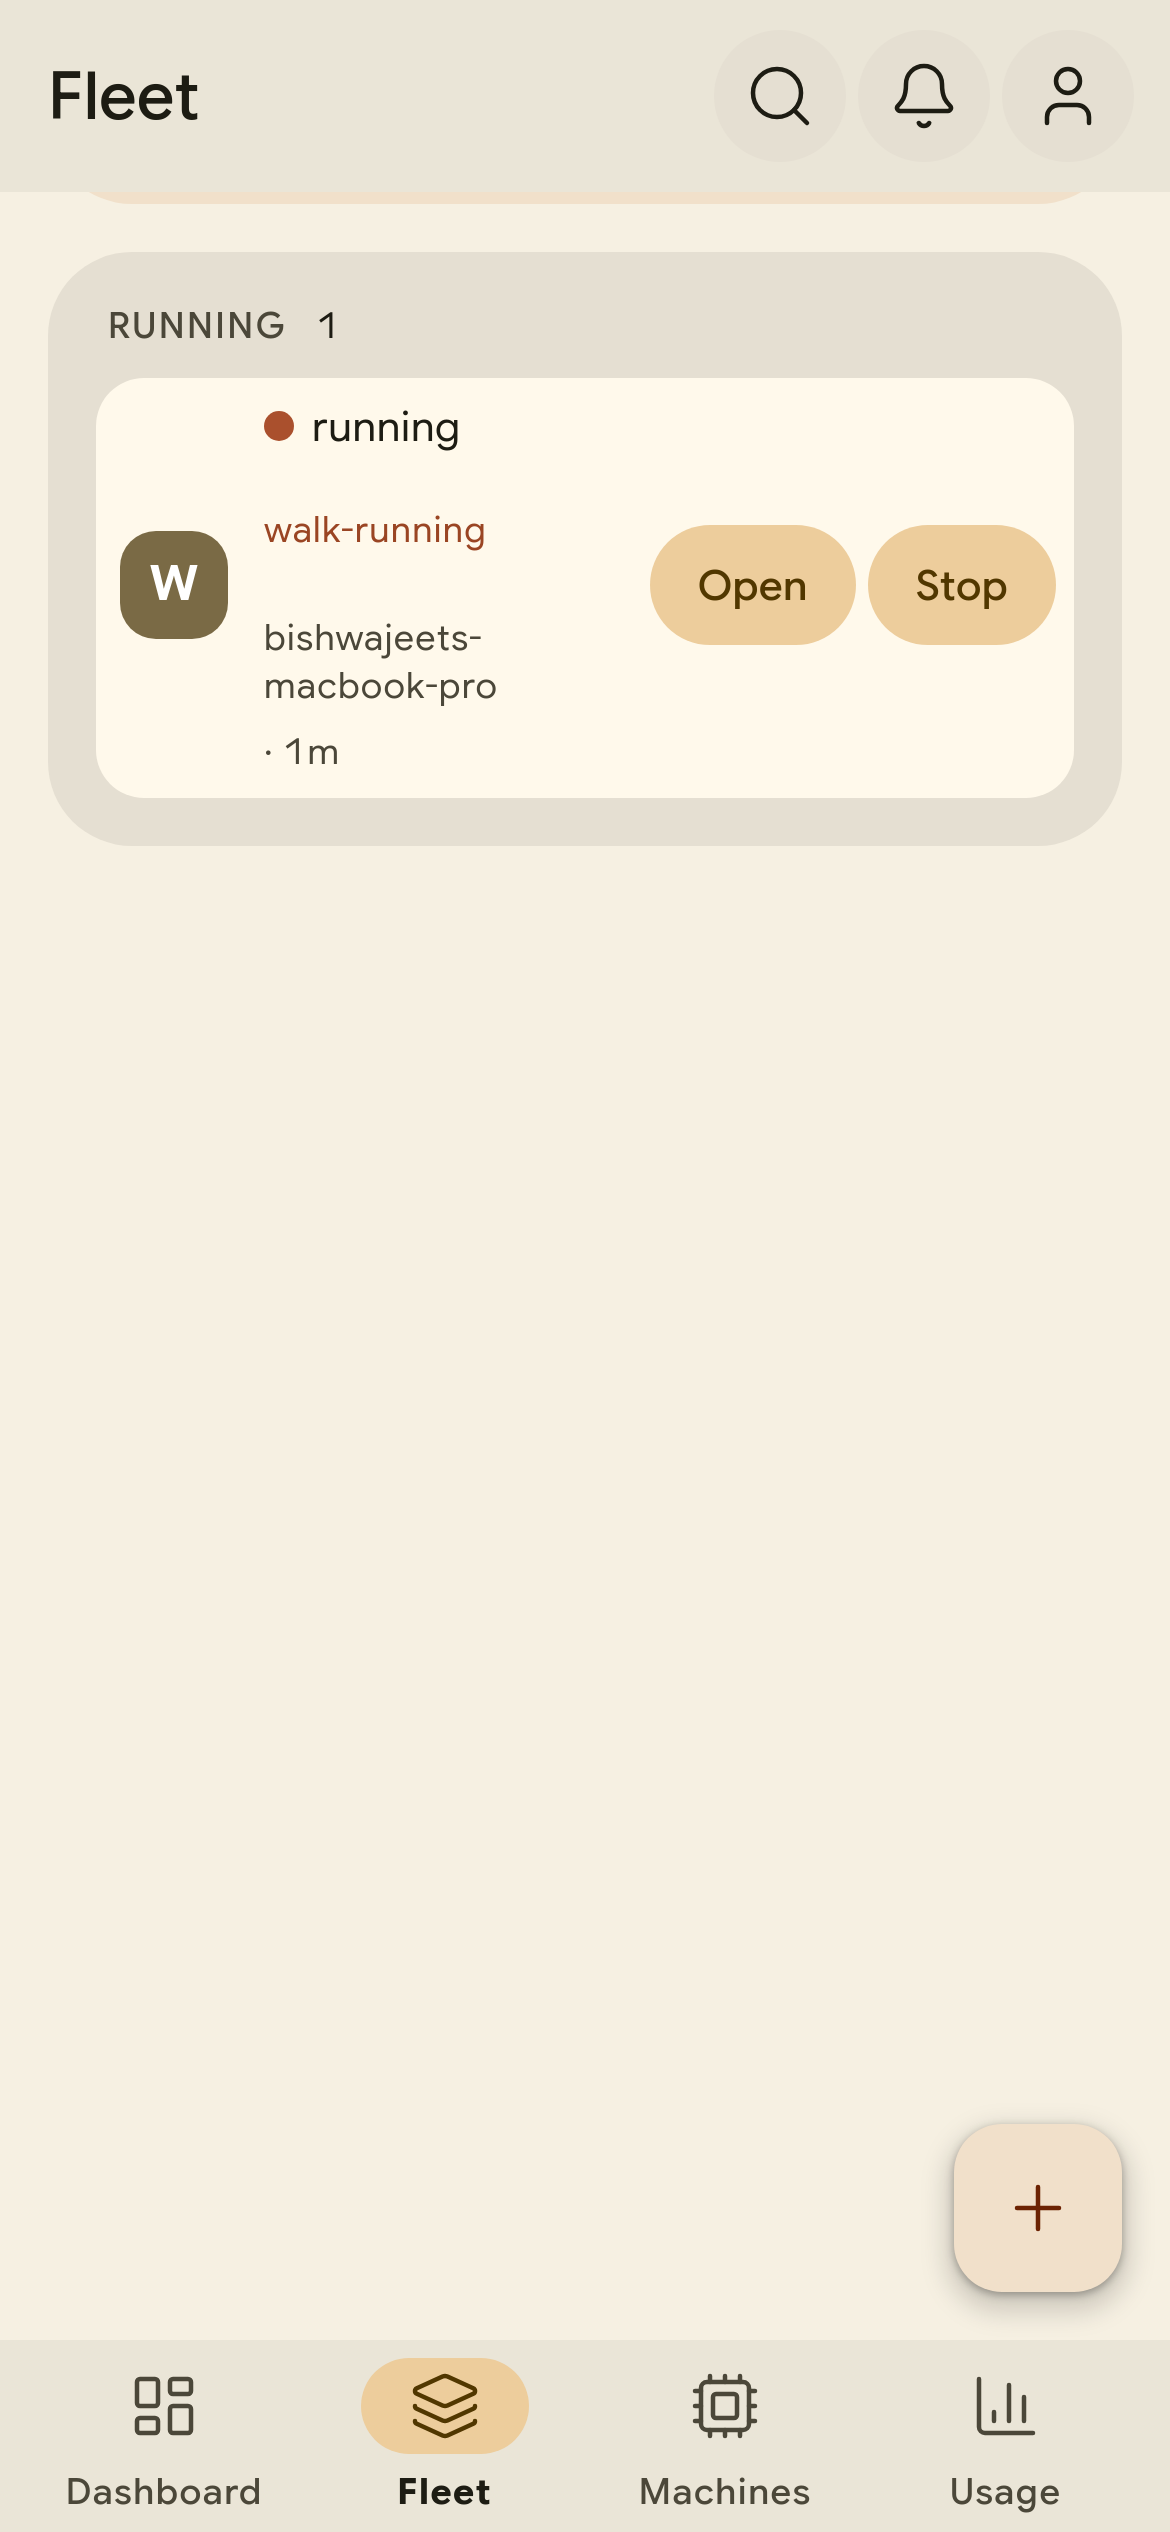 Fleet
RUNNING 1
running
walk-running
W
Open
Stop
bishwajeets-
macbook-pro
· 1m
Dashboard
Fleet
Machines
Usage